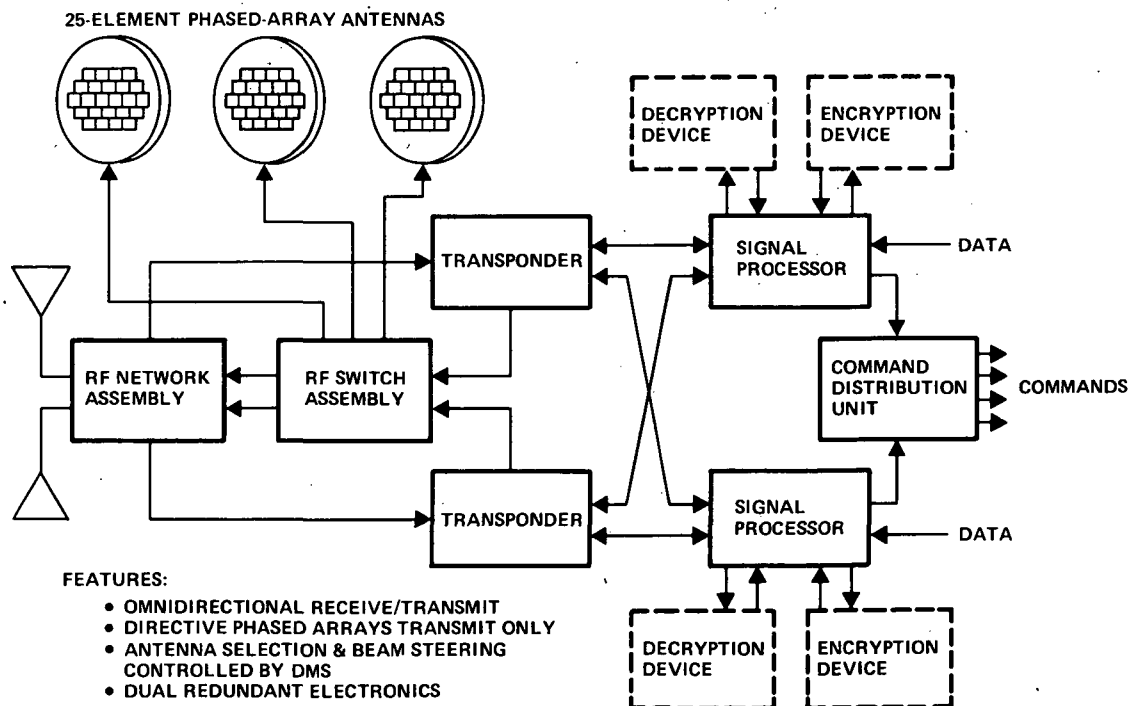 25-ELEMENT PHASED-ARRAY ANTENNAS
DECRYPTION
DEVICE
ENCRYPTION
DEVICE
TRANSPONDER
SIGNAL
PROCESSOR
DATA
RF NETWORK
ASSEMBLY
RF SWITCH
ASSEMBLY
COMMAND
DISTRIBUTION
UNIT
COMMANDS
TRANSPONDER
SIGNAL
PROCESSOR
DATA
FEATURES:
• OMNIDIRECTIONAL RECEIVE/TRANSMIT
• DIRECTIVE PHASED ARRAYS TRANSMIT ONLY
• ANTENNA SELECTION & BEAM STEERING
CONTROLLED BY DMS
• DUAL REDUNDANT ELECTRONICS
DECRYPTION
DEVICE
ENCRYPTION
DEVICE